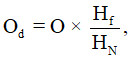 O_d = O × H_f / H_N,